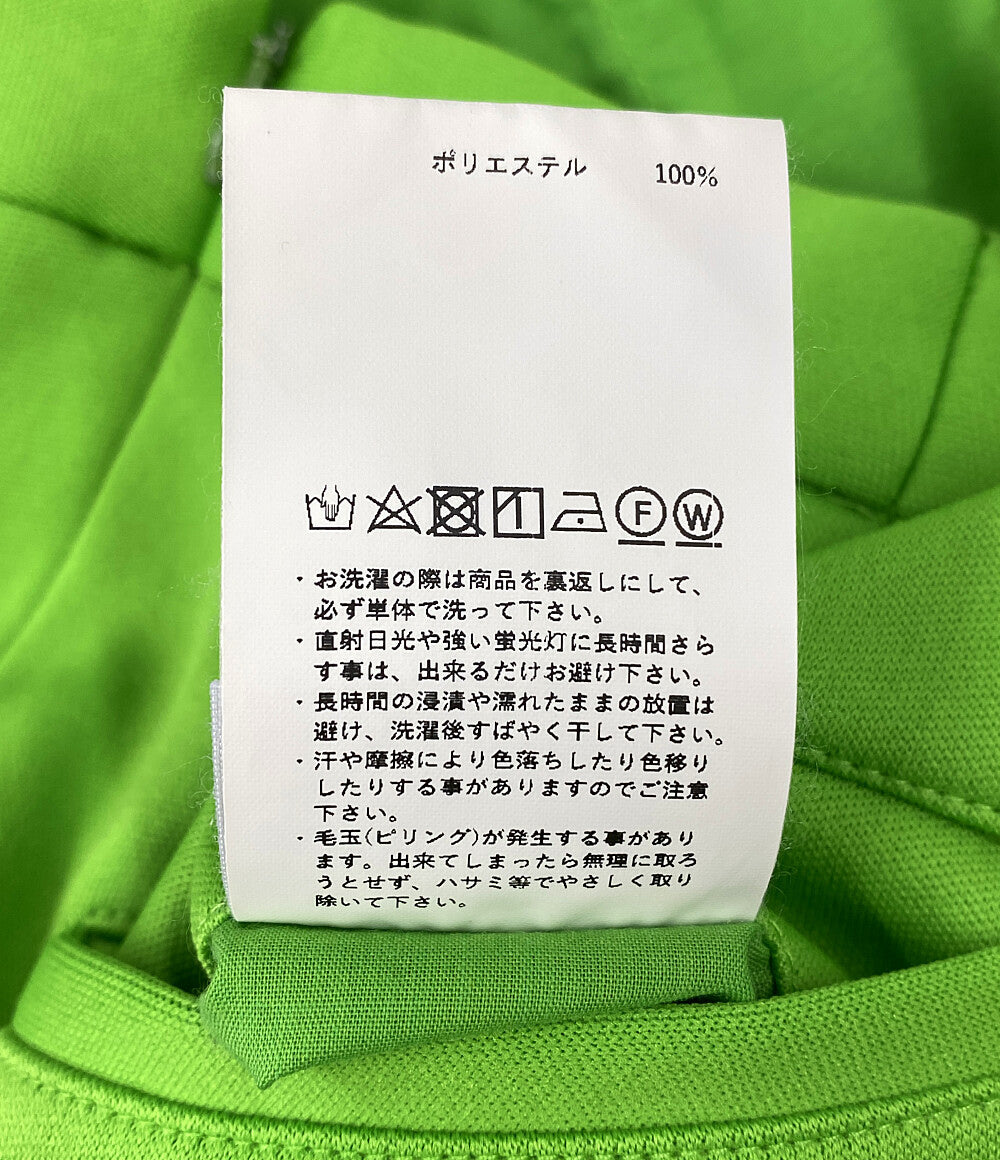 ポリエステル 100%
F W
・お洗濯の際は商品を裏返しにして、
必ず単体で洗って下さい。
・直射日光や強い蛍光灯に長時間さら
す事は、出来るだけお避け下さい。
・長時間の浸漬や濡れたままの放置は
避け、洗濯後すばやく干して下さい。
・汗や摩擦により色落ちしたり色移り
したりする事がありますのでご注意
下さい。
・毛玉(ピリング)が発生する事があり
ます。出来てしまったら無理に取ろ
うとせず、ハサミ等でやさしく取り
除いて下さい。